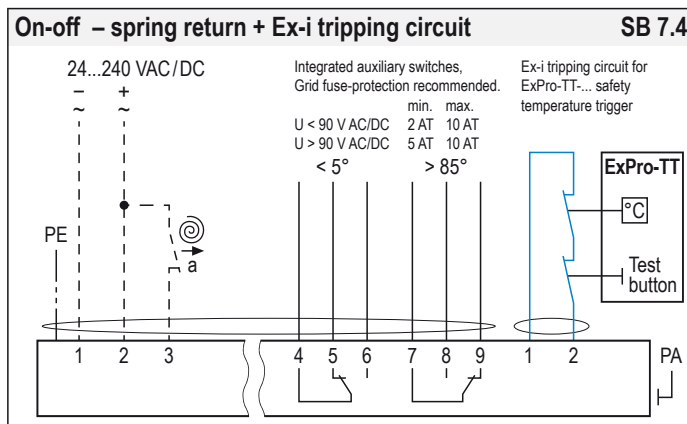 On-off – spring return + Ex-i tripping circuit SB 7.4
24...240 VAC/DC
– +
~ ~
Integrated auxiliary switches,
Grid fuse-protection recommended.
min. max.
U < 90 V AC/DC 2 AT 10 AT
U > 90 V AC/DC 5 AT 10 AT
< 5° > 85°
Ex-i tripping circuit for
ExPro-TT-... safety
temperature trigger
ExPro-TT
°C
Test
button
PE
a
1 2 3 4 5 6 7 8 9 1 2
PA